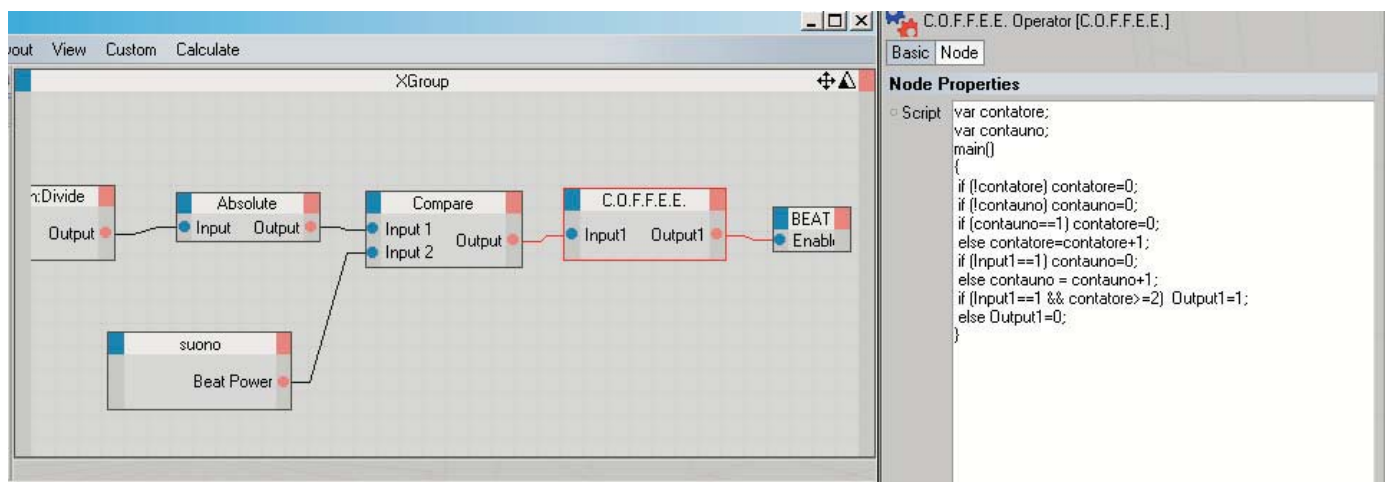 C.O.F.F.E.E. Operator [C.O.F.F.E.E.]
View Custom Calculate
Basic Node
XGroup
Node Properties
Script
var contatore;
var contauno;
main()
{
if (!contatore) contatore=0;
if (!contauno) contauno=0;
if (contauno==1) contatore=0;
else contatore=contatore+1;
if (Input1==1) contauno=0;
else contauno = contauno+1;
if (Input1==1 && contatore>=2) Output1=1;
else Output1=0;
}
n:Divide
Output
Absolute
Input Output
Compare
Input 1
Input 2
Output
C.O.F.F.E.E.
Input1 Output1
BEAT
Enabl
suono
Beat Power